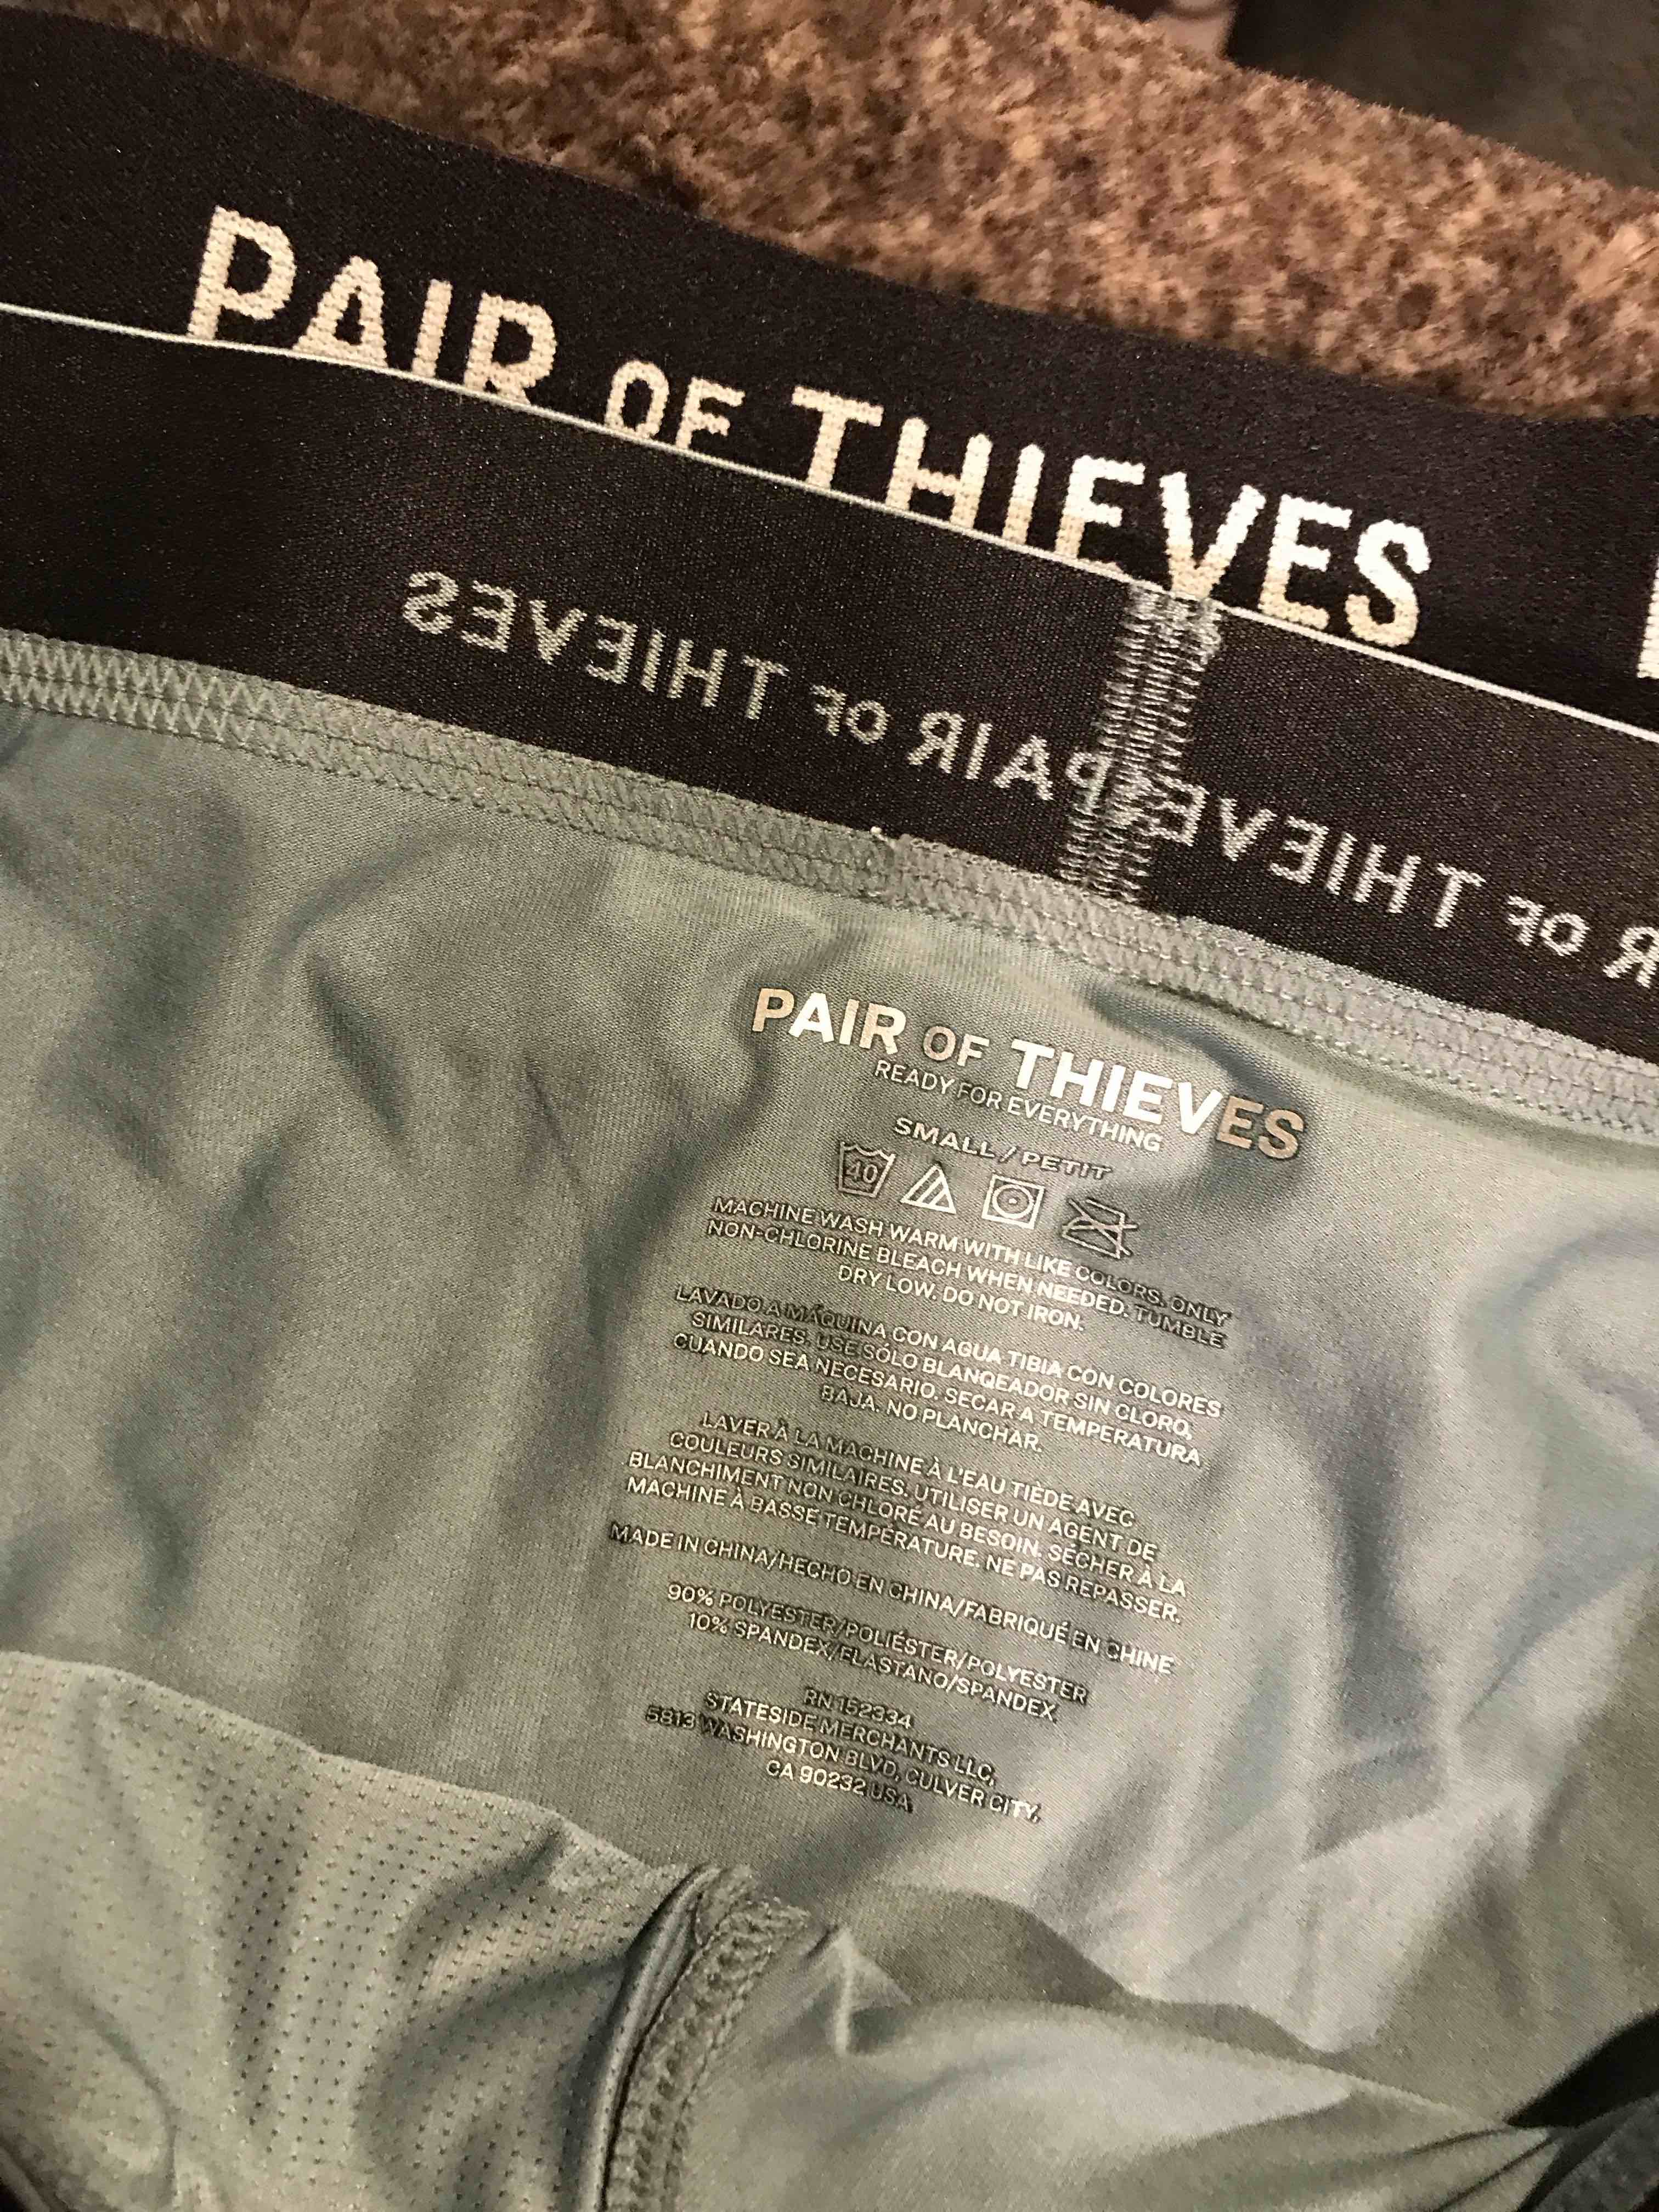 PAIR OF THIEVES
PAIR OF THIEVES
THIEVES
OF
PAIR OF THIEVES
READY FOR EVERYTHING
SMALL / PETIT
40
MACHINE WASH WARM WITH LIKE COLORS. ONLY
NON-CHLORINE BLEACH WHEN NEEDED. TUMBLE
DRY LOW. DO NOT IRON.
LAVADO A MÁQUINA CON AGUA TIBIA CON COLORES
SIMILARES. USE SÓLO BLANQEADOR SIN CLORO,
CUANDO SEA NECESARIO. SECAR A TEMPERATURA
BAJA. NO PLANCHAR.
LAVER À LA MACHINE À L'EAU TIÈDE AVEC
COULEURS SIMILAIRES. UTILISER UN AGENT DE
BLANCHIMENT NON CHLORÉ AU BESOIN. SÉCHER À LA
MACHINE À BASSE TEMPÉRATURE. NE PAS REPASSER.
MADE IN CHINA/HECHO EN CHINA/FABRIQUÉ EN CHINE
90% POLYESTER/POLIÉSTER/POLYESTER
10% SPANDEX/ELASTANO/SPANDEX
RN 152334
STATESIDE MERCHANTS LLC,
5813 WASHINGTON BLVD, CULVER CITY,
CA 90232 USA